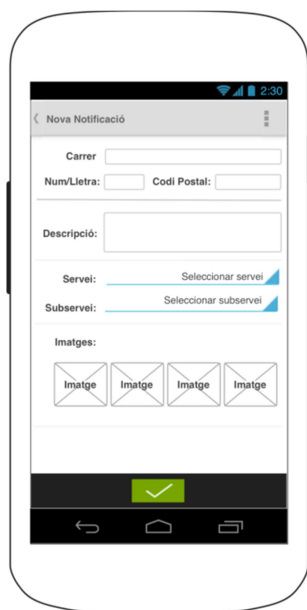 2:30
Nova Notificació
Carrer
Num/Lletra: Codi Postal:
Descripció:
Servei: Seleccionar servei
Subservei: Seleccionar subservei
Imatges:
Imatge Imatge Imatge Imatge